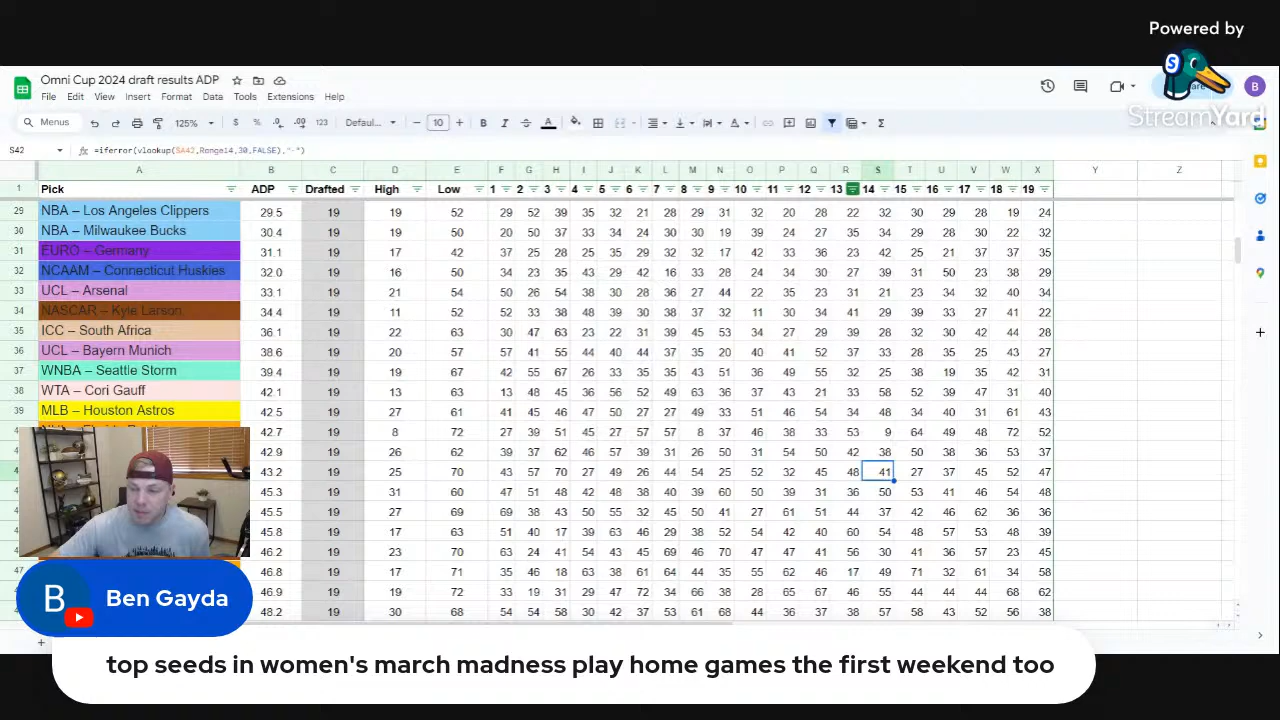 Powered by
StreamYard
Omni Cup 2024 draft results ADP
File Edit View Insert Format Data Tools Extensions Help
Menus 125% $ % 123 Defaul... 10 B I A Σ
S42 =iferror(vlookup($A42,Range14,30,FALSE),"-")
A B C D E F G H I J K L M N O P Q R S T U V W X Y Z
1 Pick ADP Drafted High Low 1 2 3 4 5 6 7 8 9 10 11 12 13 14 15 16 17 18 19
29 NBA – Los Angeles Clippers 29.5 19 19 52 29 52 39 35 32 21 28 29 31 32 20 28 22 32 30 29 28 19 24
30 NBA – Milwaukee Bucks 30.4 19 19 50 20 50 37 33 34 24 30 30 19 39 24 27 35 34 29 28 30 22 32
31 EURO – Germany 31.1 19 17 42 37 25 28 25 35 29 32 32 17 42 33 36 23 42 25 21 37 37 35
32 NCAAM – Connecticut Huskies 32.0 19 16 50 34 23 35 43 29 42 16 33 28 24 34 30 27 39 31 50 23 38 29
33 UCL – Arsenal 33.1 19 21 54 50 26 54 38 30 28 36 27 44 22 35 23 31 21 23 34 32 40 34
34 NASCAR – Kyle Larson 34.4 19 11 52 52 33 38 48 39 30 38 37 32 11 30 34 41 29 39 33 27 41 22
35 ICC – South Africa 36.1 19 22 63 30 47 63 23 22 31 39 45 53 34 27 29 39 28 32 30 42 44 28
36 UCL – Bayern Munich 38.6 19 20 57 57 41 55 44 40 44 37 35 20 40 41 52 37 33 28 35 25 43 27
37 WNBA – Seattle Storm 39.4 19 19 67 42 55 67 26 33 35 35 43 51 36 49 55 32 25 38 19 35 42 31
38 WTA – Cori Gauff 42.1 19 13 63 13 48 45 36 56 52 49 63 36 37 43 21 33 58 52 39 47 31 40
39 MLB – Houston Astros 42.5 19 27 61 41 45 46 47 50 27 27 49 33 51 46 54 34 48 34 40 31 61 43
42.7 19 8 72 27 39 51 45 27 57 57 8 37 46 38 33 53 9 64 49 48 72 52
42.9 19 26 62 39 37 62 46 57 39 31 26 50 31 54 50 42 38 50 38 36 53 37
43.2 19 25 70 43 57 70 27 49 26 44 54 25 55 32 45 48 41 27 37 45 52 47
45.3 19 31 60 47 51 48 42 48 38 40 39 60 50 39 31 36 50 53 41 46 54 48
45.5 19 27 69 69 38 43 50 55 32 45 50 41 27 61 51 44 37 42 46 62 36 36
45.8 19 17 63 51 40 17 39 63 46 29 38 52 54 42 40 60 54 48 57 53 63 39
46.2 19 23 70 63 24 41 54 43 45 69 46 70 47 47 41 56 30 41 36 57 23 45
47 46.8 19 17 71 35 46 18 63 38 61 63 44 35 55 62 46 17 49 71 32 61 34 58
46.9 19 19 72 33 19 31 29 47 72 34 66 38 28 65 67 46 55 44 44 44 68 62
48.2 19 30 68 54 54 58 30 42 37 53 61 68 44 36 37 38 57 58 43 52 56 38
B Ben Gayda
top seeds in women's march madness play home games the first weekend too